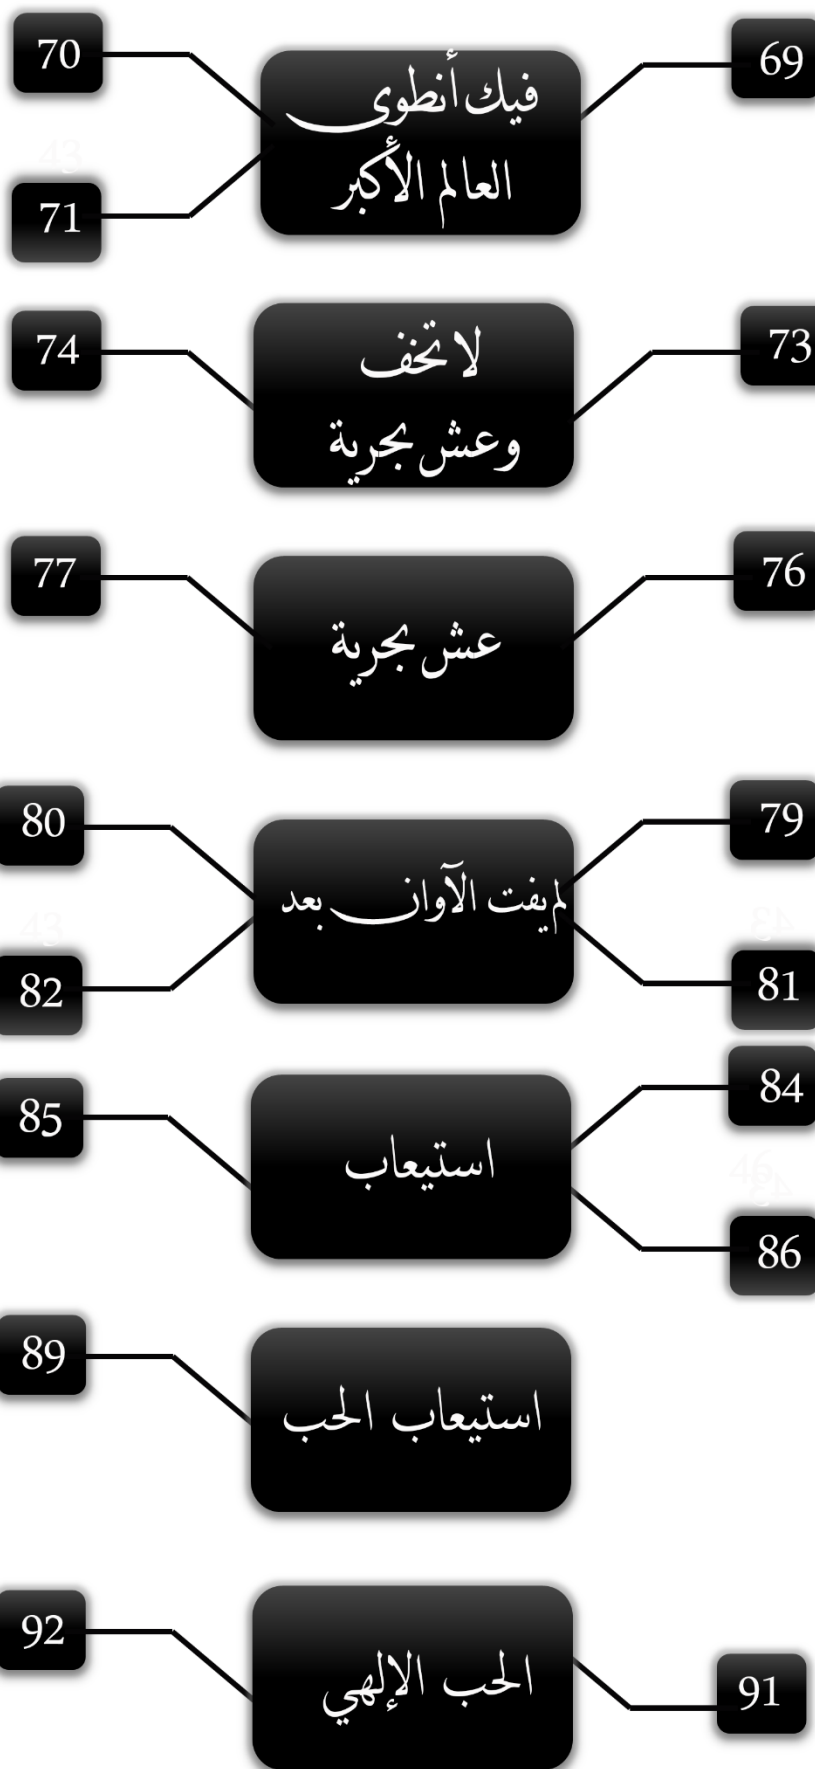 69
فيك أنطوى
العالم الأكبر
70
71
73
لا تخف
وعش بحرية
74
76
عش بحرية
77
79
لم يفت الآوان بعد
80
81
82
84
استيعاب
85
86
استيعاب الحب
89
الحب الإلهي
91
92